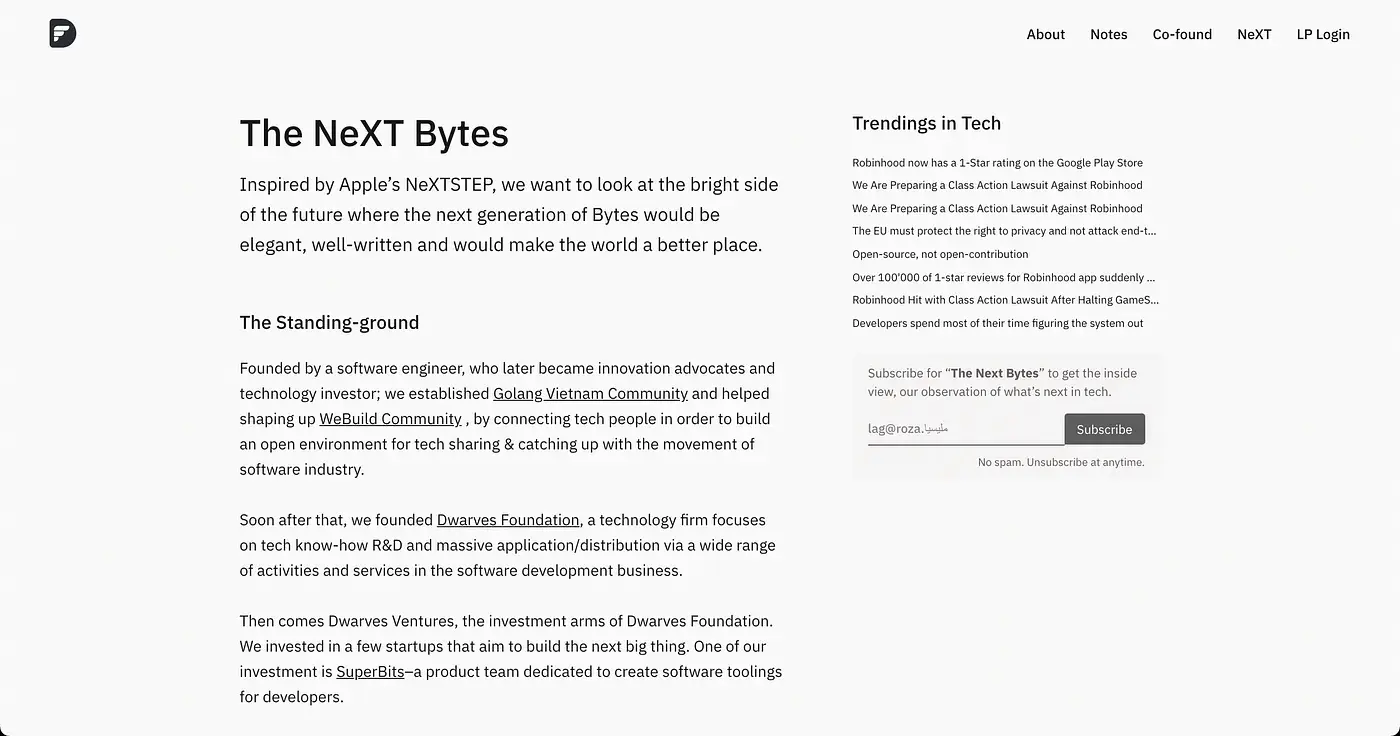 About Notes Co-found NeXT LP Login
The NeXT Bytes
Inspired by Apple’s NeXTSTEP, we want to look at the bright side
of the future where the next generation of Bytes would be
elegant, well-written and would make the world a better place.
The Standing-ground
Founded by a software engineer, who later became innovation advocates and
technology investor; we established Golang Vietnam Community and helped
shaping up WeBuild Community , by connecting tech people in order to build
an open environment for tech sharing & catching up with the movement of
software industry.
Soon after that, we founded Dwarves Foundation, a technology firm focuses
on tech know-how R&D and massive application/distribution via a wide range
of activities and services in the software development business.
Then comes Dwarves Ventures, the investment arms of Dwarves Foundation.
We invested in a few startups that aim to build the next big thing. One of our
investment is SuperBits–a product team dedicated to create software toolings
for developers.
Trendings in Tech
Robinhood now has a 1-Star rating on the Google Play Store
We Are Preparing a Class Action Lawsuit Against Robinhood
We Are Preparing a Class Action Lawsuit Against Robinhood
The EU must protect the right to privacy and not attack end-t...
Open-source, not open-contribution
Over 100'000 of 1-star reviews for Robinhood app suddenly ...
Robinhood Hit with Class Action Lawsuit After Halting GameS...
Developers spend most of their time figuring the system out
Subscribe for “The Next Bytes” to get the inside
view, our observation of what’s next in tech.
lag@roza.مليسيا
Subscribe
No spam. Unsubscribe at anytime.